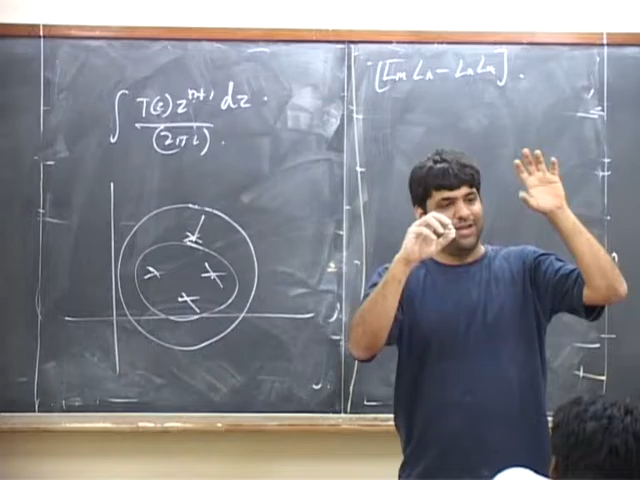 ∫ T(z) z^{n+1} dz .
(2πi) .
[L_m L_n - L_n L_m] .